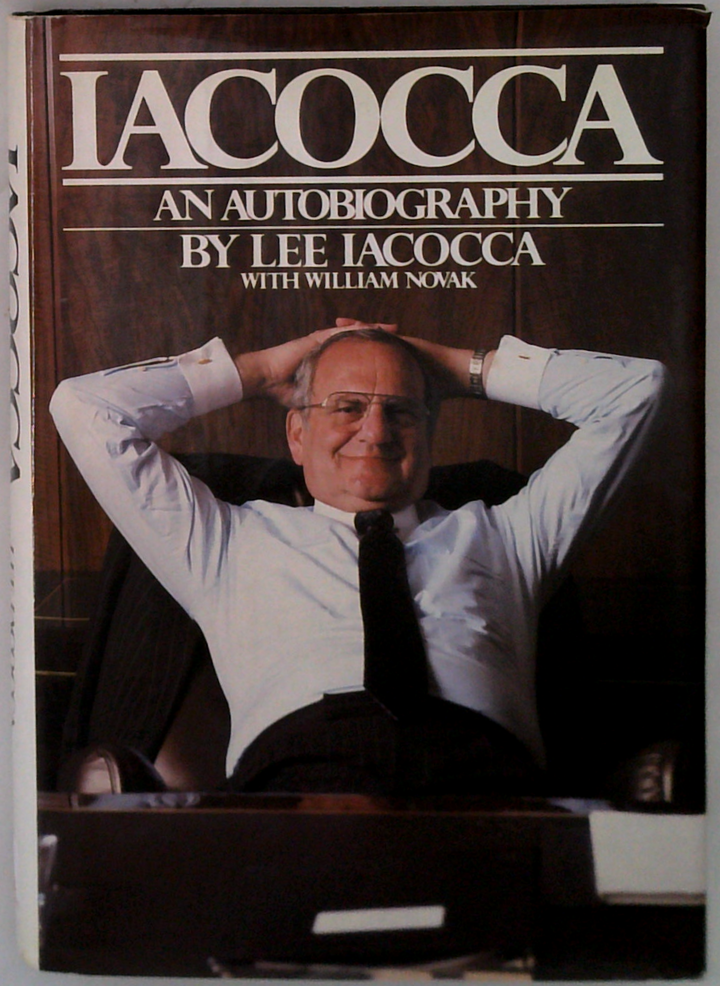 IACOCCA
AN AUTOBIOGRAPHY
BY LEE IACOCCA
WITH WILLIAM NOVAK
IACOCCA